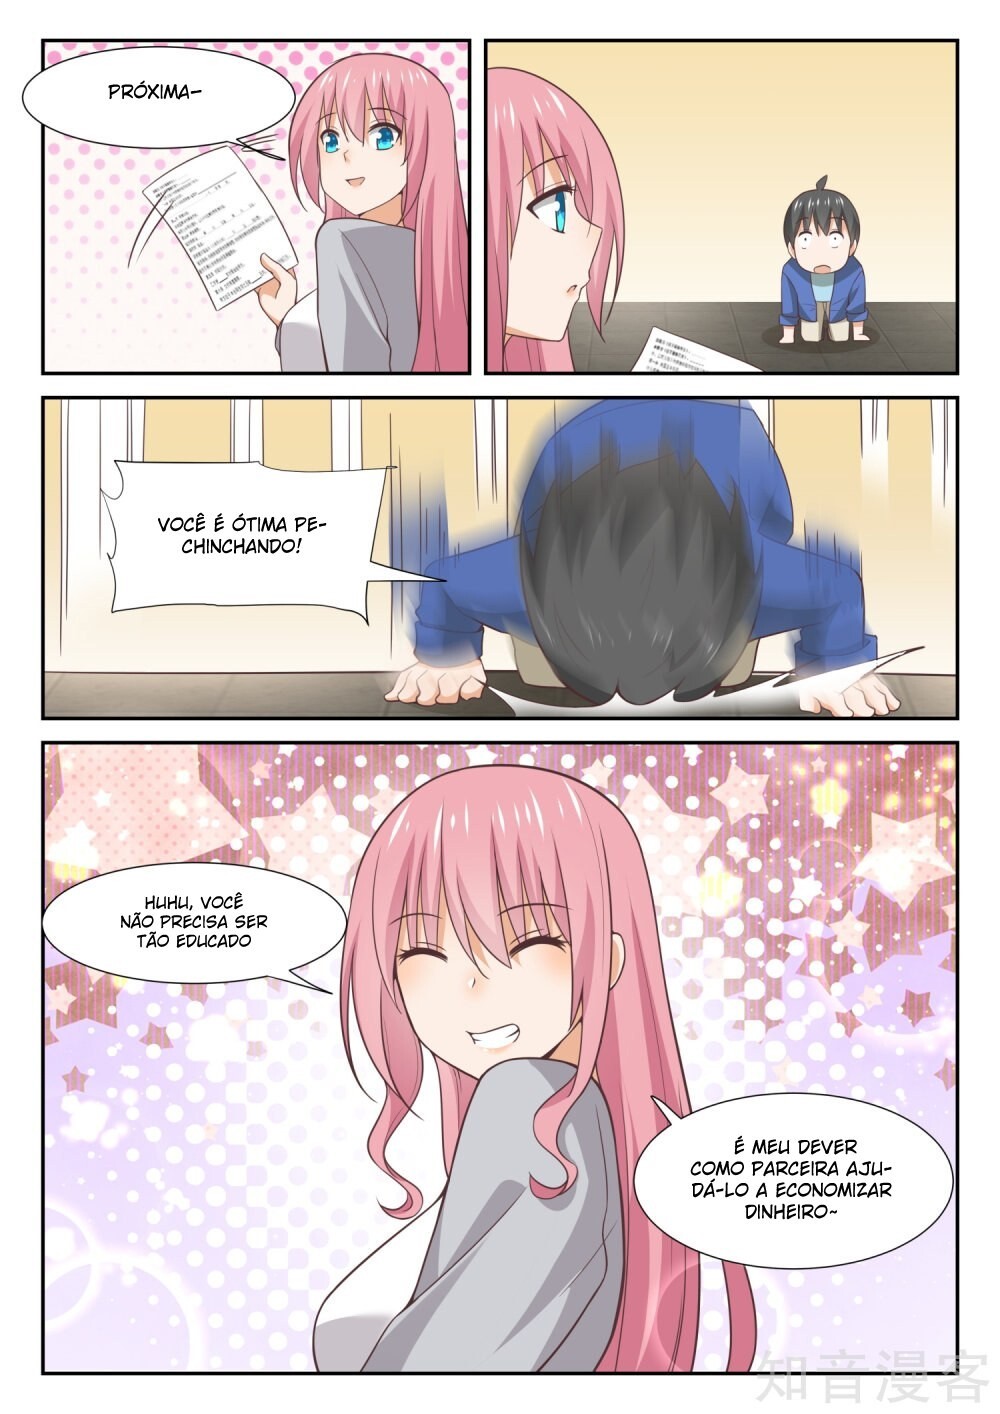 PRÓXIMA-
VOCÊ É ÓTIMA PE-
CHINCHANDO!
HUHU, VOCÊ
NÃO PRECISA SER
TÃO EDUCADO
É MEU DEVER
COMO PARCEIRA AJU-
DÁ-LO A ECONOMIZAR
DINHEIRO~
知音漫客